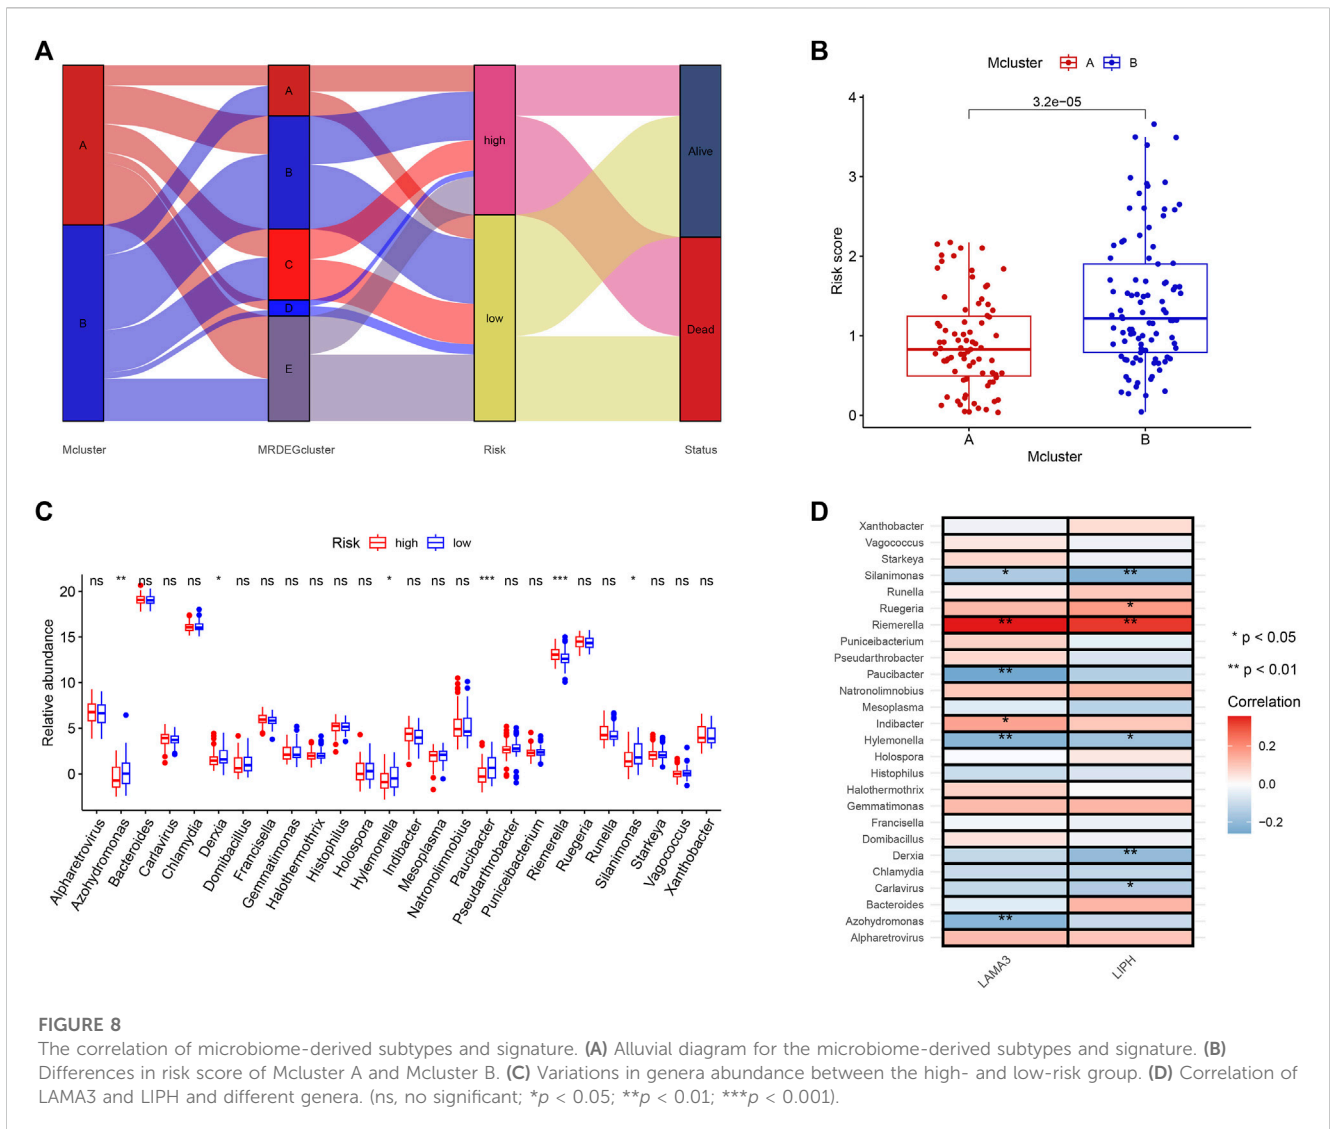 A
A
B
A
B
C
D
E
high
low
Alive
Dead
Mcluster
MRDEGcluster
Risk
Status
B
Mcluster A B
3.2e−05
4
3
2
1
0
Risk score
A
B
Mcluster
C
Risk high low
ns ** ns ns ns * ns ns ns ns ns ns * ns ns ns *** ns ns *** ns ns * ns ns ns
20
15
10
5
0
Relative abundance
Alpharetrovirus
Azohydromonas
Bacteroides
Carlavirus
Chlamydia
Derxia
Domibacillus
Francisella
Gemmatimonas
Halothermothrix
Histophilus
Holospora
Hylemonella
Indibacter
Mesoplasma
Natronolimnobius
Paucibacter
Pseudarthrobacter
Puniceibacterium
Riemerella
Ruegeria
Runella
Silanimonas
Starkeya
Vagococcus
Xanthobacter
D
Xanthobacter
Vagococcus
Starkeya
Silanimonas * **
Runella
Ruegeria *
Riemerella ** **
Puniceibacterium
Pseudarthrobacter
Paucibacter **
Natronolimnobius
Mesoplasma
Indibacter *
Hylemonella ** *
Holospora
Histophilus
Halothermothrix
Gemmatimonas
Francisella
Domibacillus
Derxia **
Chlamydia
Carlavirus *
Bacteroides
Azohydromonas **
Alpharetrovirus
LAMA3
LIPH
* p < 0.05
** p < 0.01
Correlation
0.2
0.0
−0.2
FIGURE 8
The correlation of microbiome-derived subtypes and signature. (A) Alluvial diagram for the microbiome-derived subtypes and signature. (B)
Differences in risk score of Mcluster A and Mcluster B. (C) Variations in genera abundance between the high- and low-risk group. (D) Correlation of
LAMA3 and LIPH and different genera. (ns, no significant; *p < 0.05; **p < 0.01; ***p < 0.001).